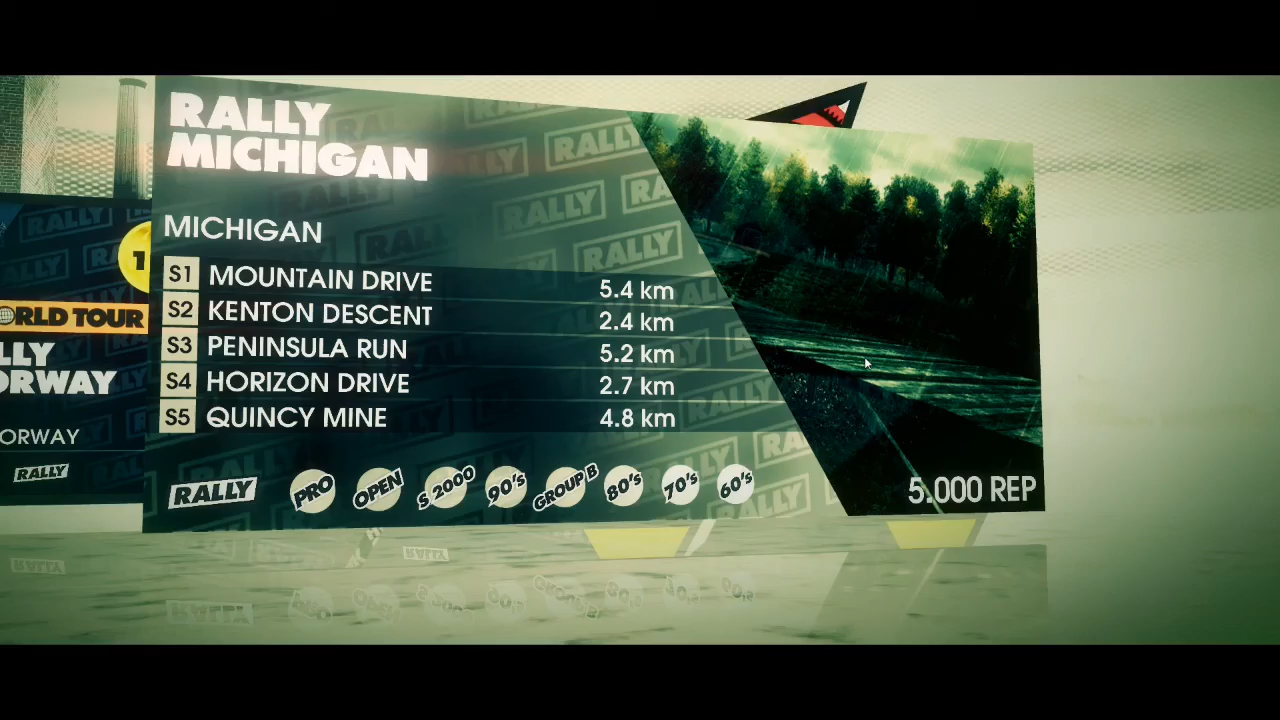 RALLY
MICHIGAN
MICHIGAN
S1 MOUNTAIN DRIVE 5.4 km
S2 KENTON DESCENT 2.4 km
S3 PENINSULA RUN 5.2 km
S4 HORIZON DRIVE 2.7 km
S5 QUINCY MINE 4.8 km
RALLY PRO OPEN S 2000 90's GROUP B 80's 70's 60's
5.000 REP
1
ORLD TOUR
LLY
ORWAY
ORWAY
RALLY